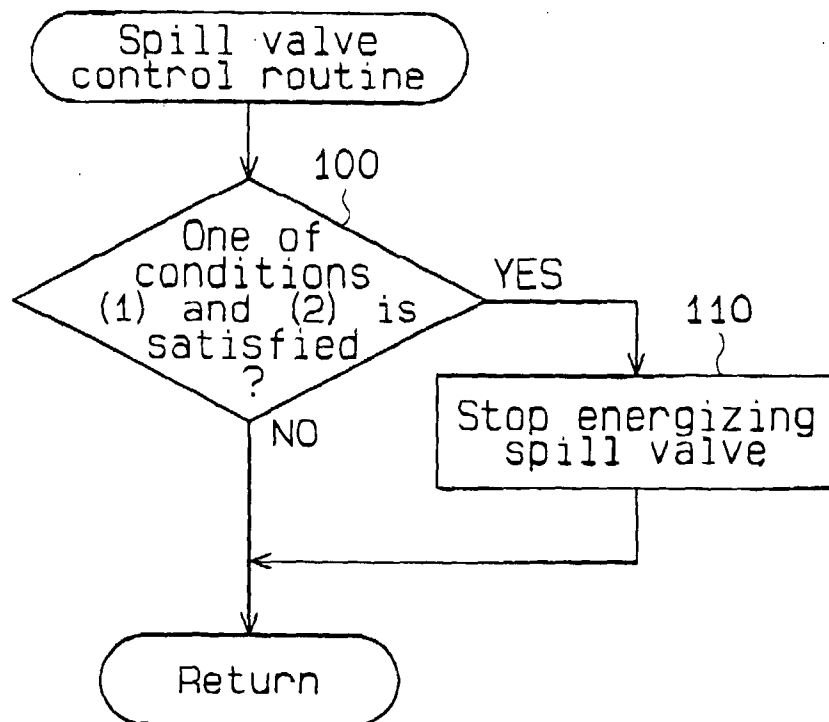 Spill valve
control routine
100
One of
conditions
(1) and (2) is
satisfied
?
YES
110
Stop energizing
spill valve
NO
Return